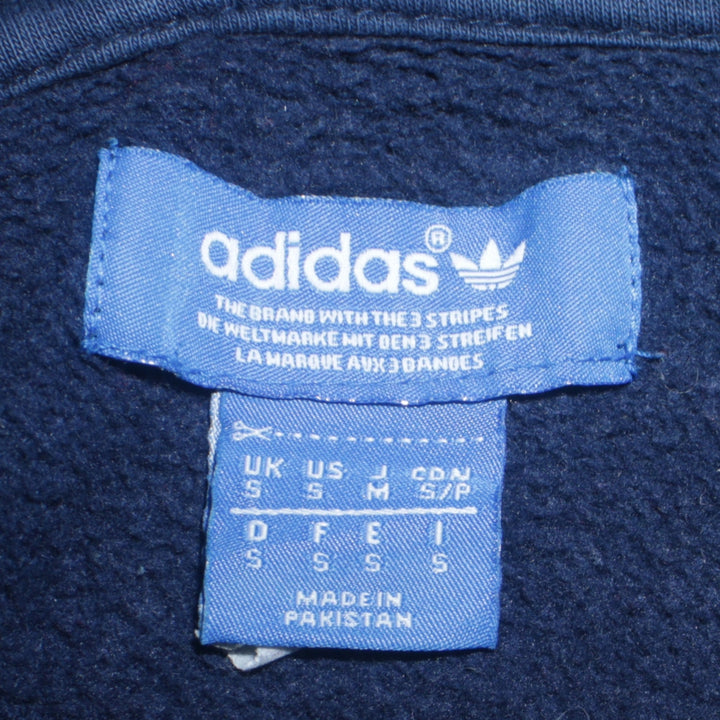 adidas®
THE BRAND WITH THE 3 STRIPES
DIE WELTMARKE MIT DEN 3 STREIFEN
LA MARQUE AUX 3 BANDES
UK US J CDN
S S M S/P
D F E I
S S S S
MADE IN
PAKISTAN